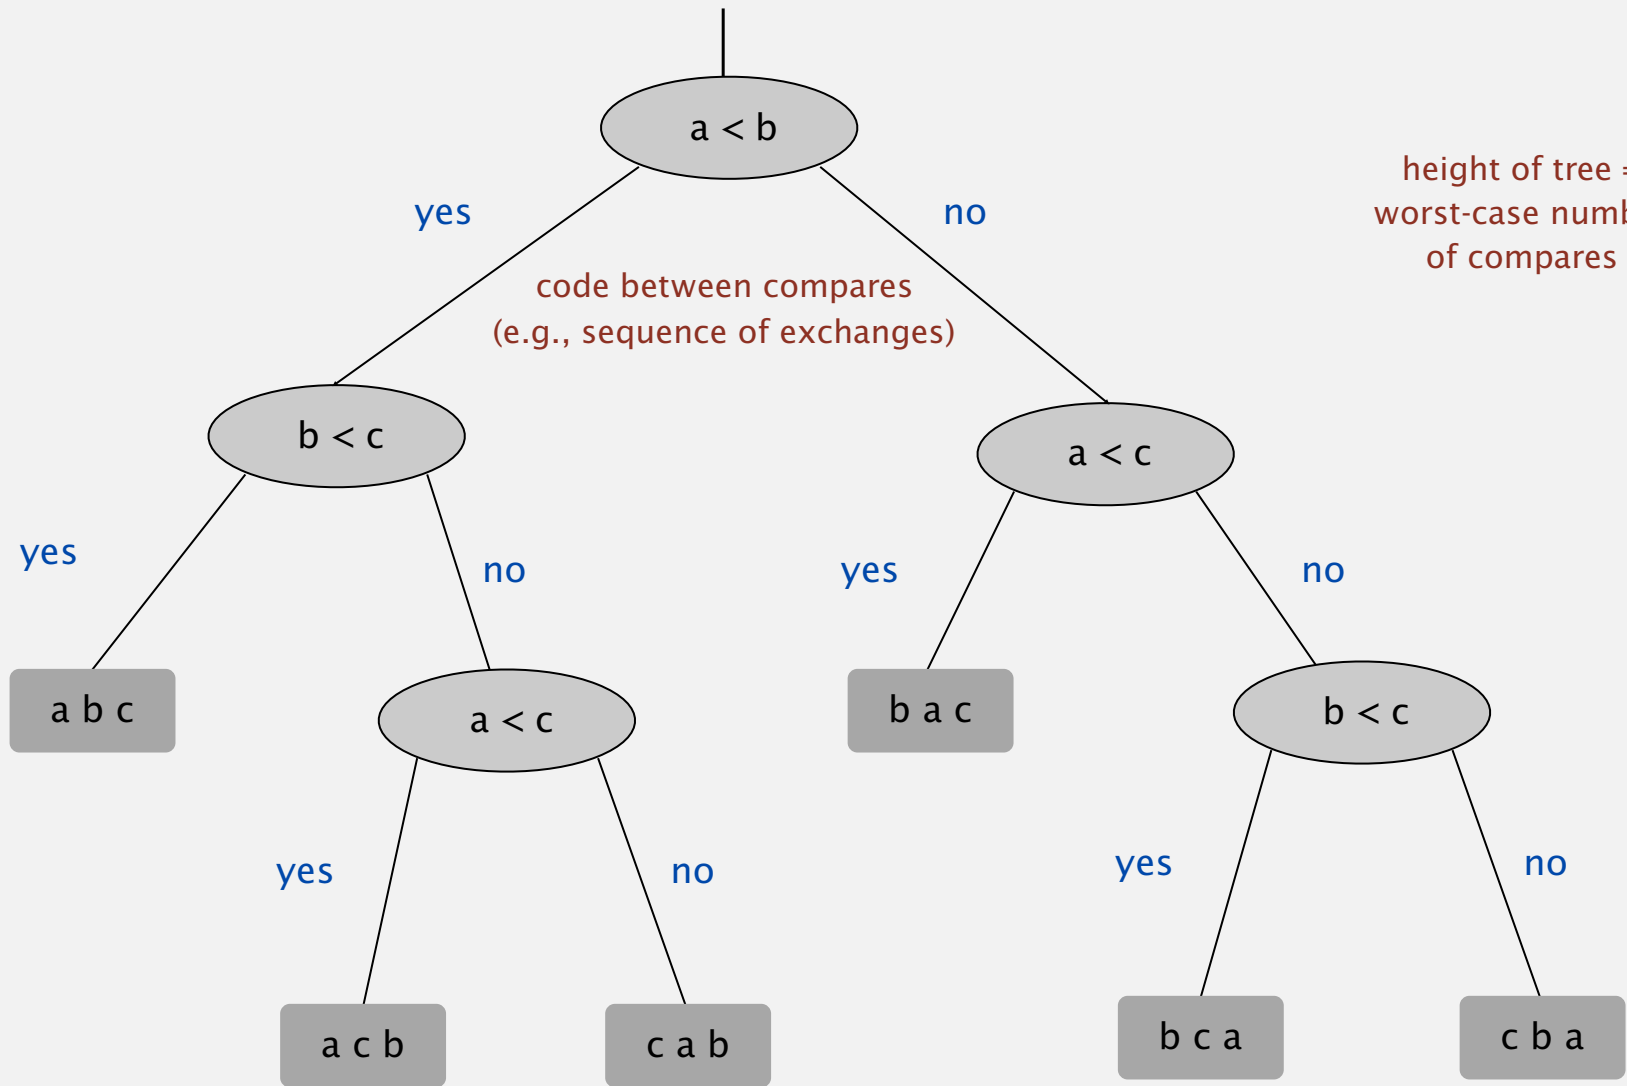 a < b
height of tree =
worst-case numb
of compares
yes
no
code between compares
(e.g., sequence of exchanges)
b < c
a < c
yes
no
yes
no
a b c
a < c
b a c
b < c
yes
no
yes
no
a c b
c a b
b c a
c b a